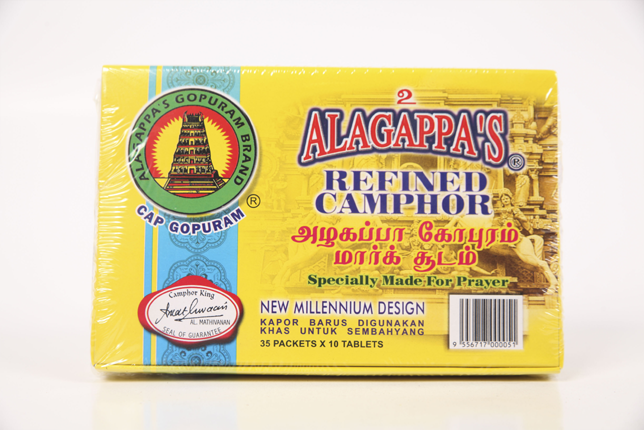 ALAGAPPA'S GOPURAM BRAND
CAP GOPURAM ®
உ
ALAGAPPA'S ®
REFINED
CAMPHOR
அழகப்பா கோபுரம்
மார்க் சூடம்
Specially Made For Prayer
Camphor King
AL. MATHIVANAN
SEAL OF GUARANTEE
NEW MILLENNIUM DESIGN
KAPOR BARUS DIGUNAKAN
KHAS UNTUK SEMBAHYANG
35 PACKETS X 10 TABLETS
9 556717 000051